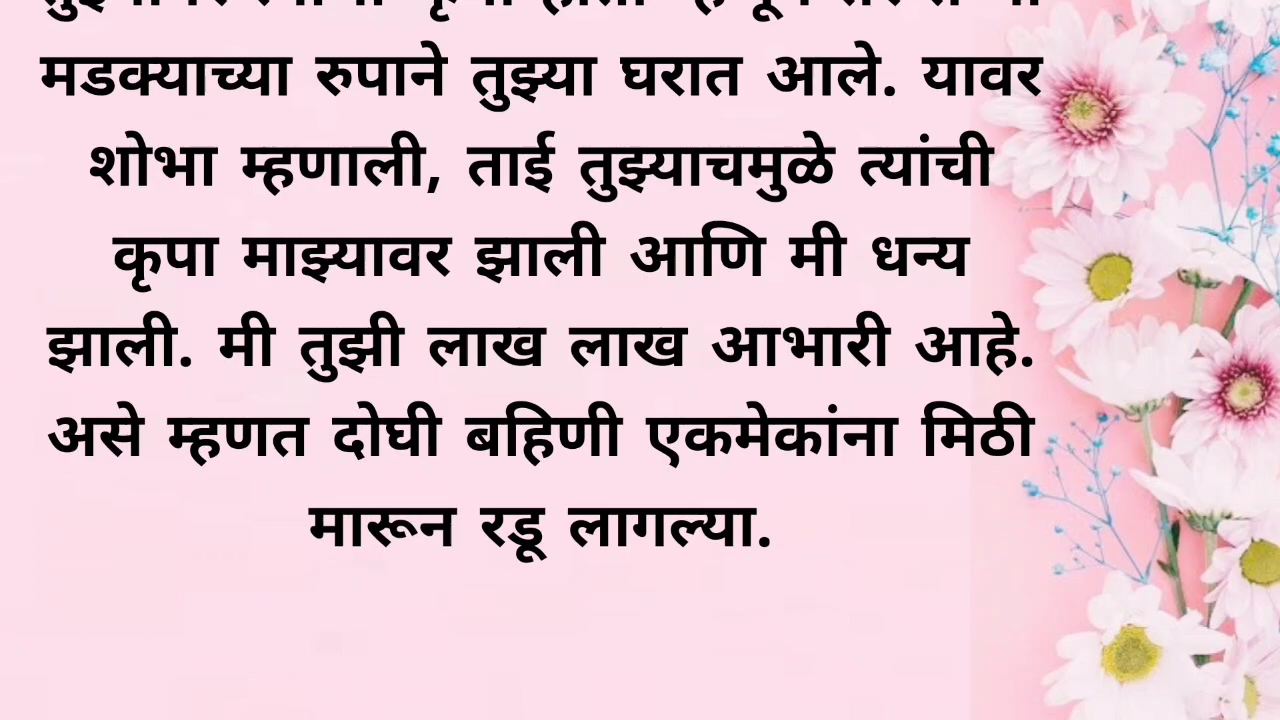 मडक्याच्या रुपाने तुझ्या घरात आले. यावर
शोभा म्हणाली, ताई तुझ्याचमुळे त्यांची
कृपा माझ्यावर झाली आणि मी धन्य
झाली. मी तुझी लाख लाख आभारी आहे.
असे म्हणत दोघी बहिणी एकमेकांना मिठी
मारून रडू लागल्या.